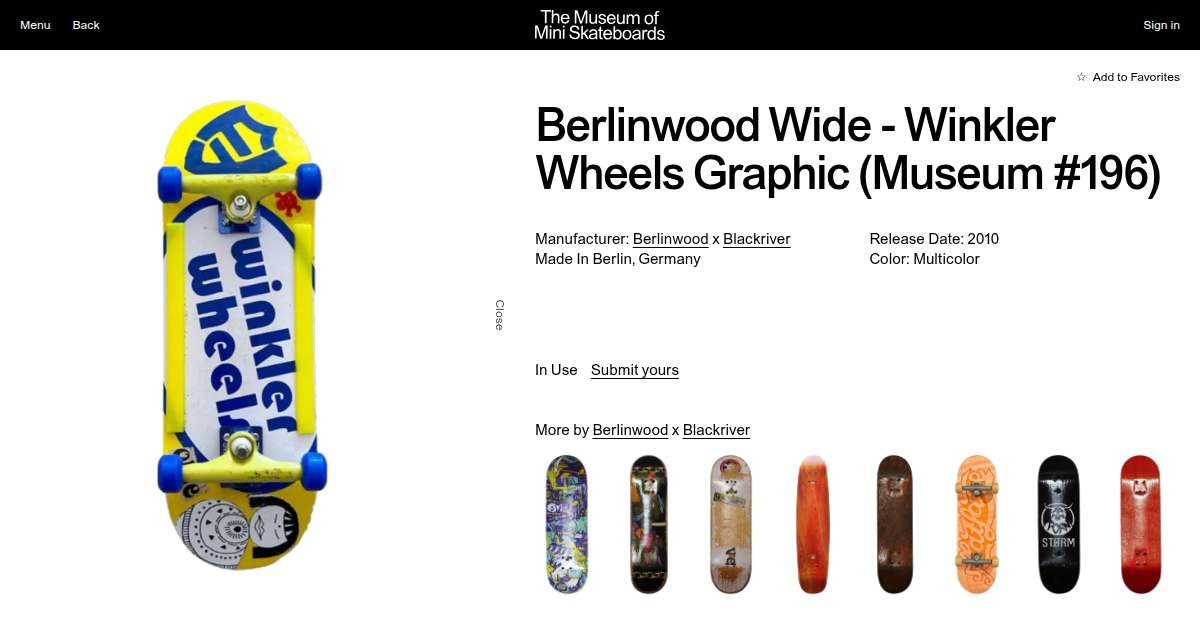 Menu Back
The Museum of
Mini Skateboards
Sign in
☆ Add to Favorites
Berlinwood Wide - Winkler
Wheels Graphic (Museum #196)
Manufacturer: Berlinwood x Blackriver
Made In Berlin, Germany
Release Date: 2010
Color: Multicolor
Close
In Use Submit yours
More by Berlinwood x Blackriver
winkler
wheels
STORM